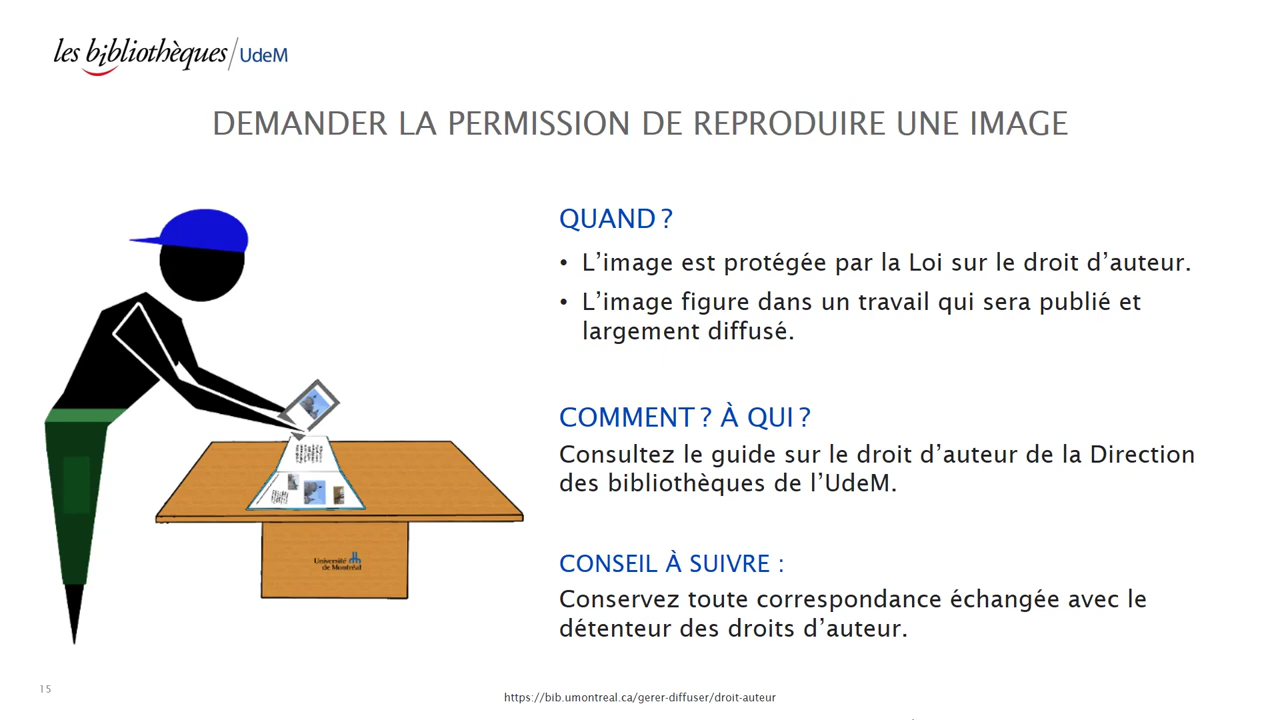 les bibliothèques/UdeM
DEMANDER LA PERMISSION DE REPRODUIRE UNE IMAGE
QUAND ?
• L’image est protégée par la Loi sur le droit d’auteur.
• L’image figure dans un travail qui sera publié et
largement diffusé.
COMMENT ? À QUI ?
Consultez le guide sur le droit d’auteur de la Direction
des bibliothèques de l’UdeM.
CONSEIL À SUIVRE :
Conservez toute correspondance échangée avec le
détenteur des droits d’auteur.
Université
de Montréal
15
https://bib.umontreal.ca/gerer-diffuser/droit-auteur